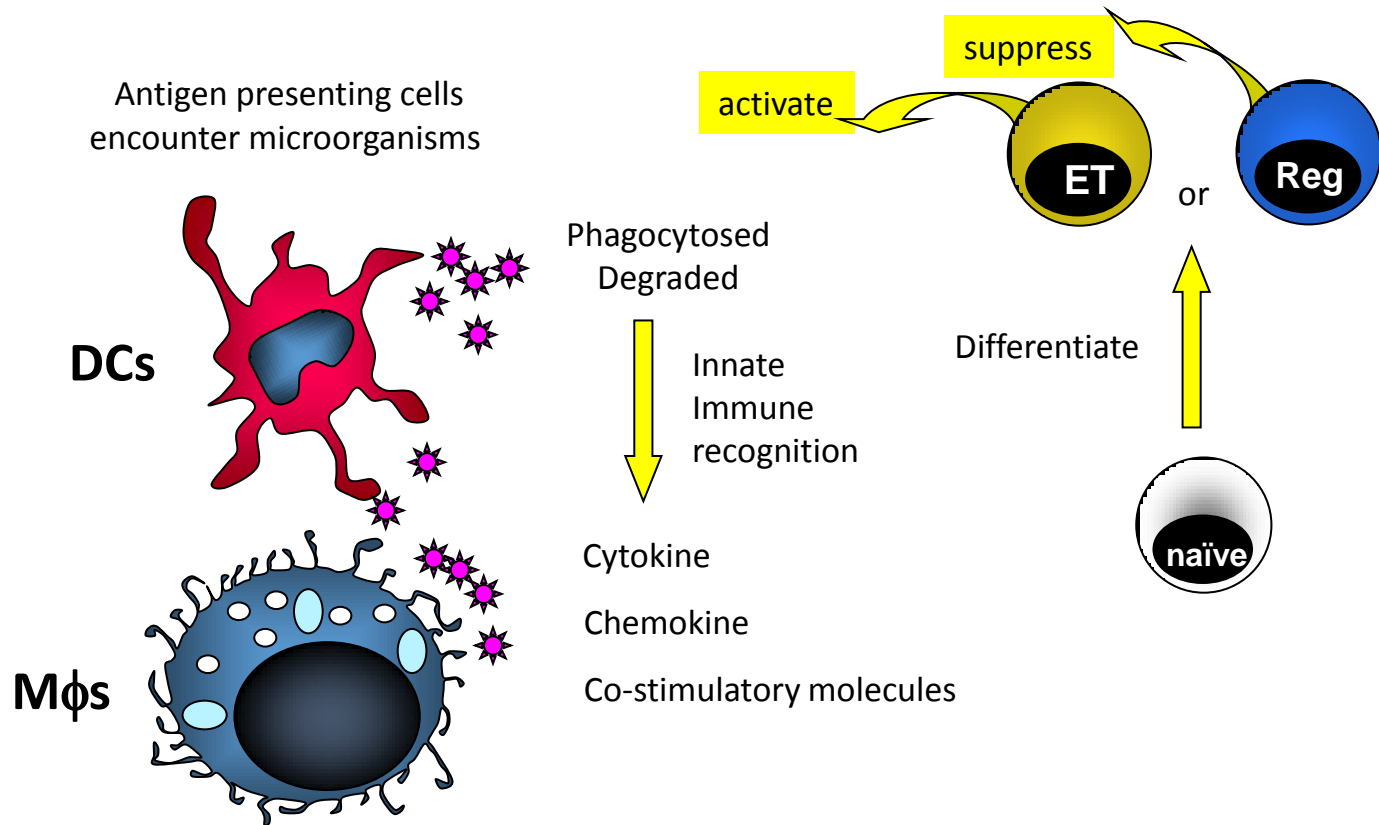 Antigen presenting cells
encounter microorganisms
DCs
Mϕs
Phagocytosed
Degraded
Innate
Immune
recognition
Cytokine
Chemokine
Co-stimulatory molecules
activate
suppress
ET
or
Reg
Differentiate
naïve